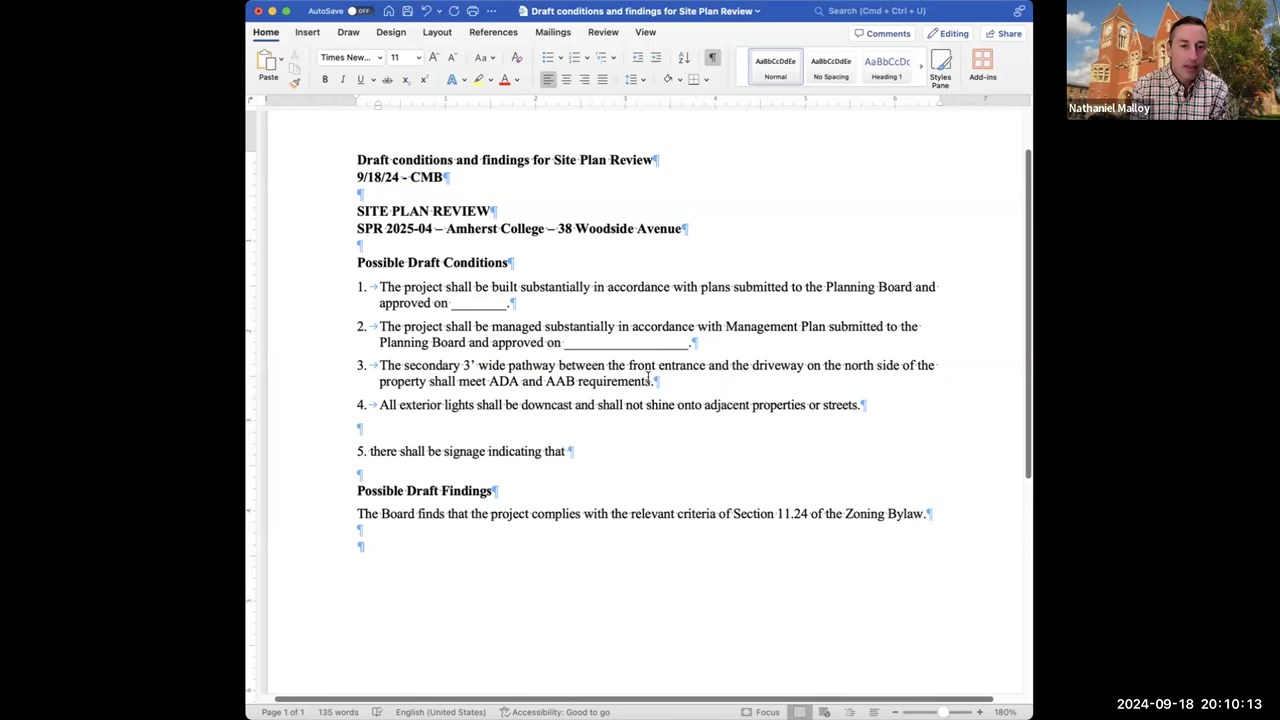 AutoSave OFF
Draft conditions and findings for Site Plan Review
Search (Cmd + Ctrl + U)
Home Insert Draw Design Layout References Mailings Review View
Comments Editing Share
Paste
Times New... 11
AaBbCcDdEe AaBbCcDdEe AaBbCcDc
Normal No Spacing Heading 1
Styles Pane
Add-ins
Nathaniel Malloy
Draft conditions and findings for Site Plan Review
9/18/24 - CMB
SITE PLAN REVIEW
SPR 2025-04 – Amherst College – 38 Woodside Avenue
Possible Draft Conditions
1. The project shall be built substantially in accordance with plans submitted to the Planning Board and
approved on ________.
2. The project shall be managed substantially in accordance with Management Plan submitted to the
Planning Board and approved on __________________.
3. The secondary 3’ wide pathway between the front entrance and the driveway on the north side of the
property shall meet ADA and AAB requirements.
4. All exterior lights shall be downcast and shall not shine onto adjacent properties or streets.
5. there shall be signage indicating that
Possible Draft Findings
The Board finds that the project complies with the relevant criteria of Section 11.24 of the Zoning Bylaw.
Page 1 of 1 135 words English (United States) Accessibility: Good to go Focus 180%
2024-09-18 20:10:13